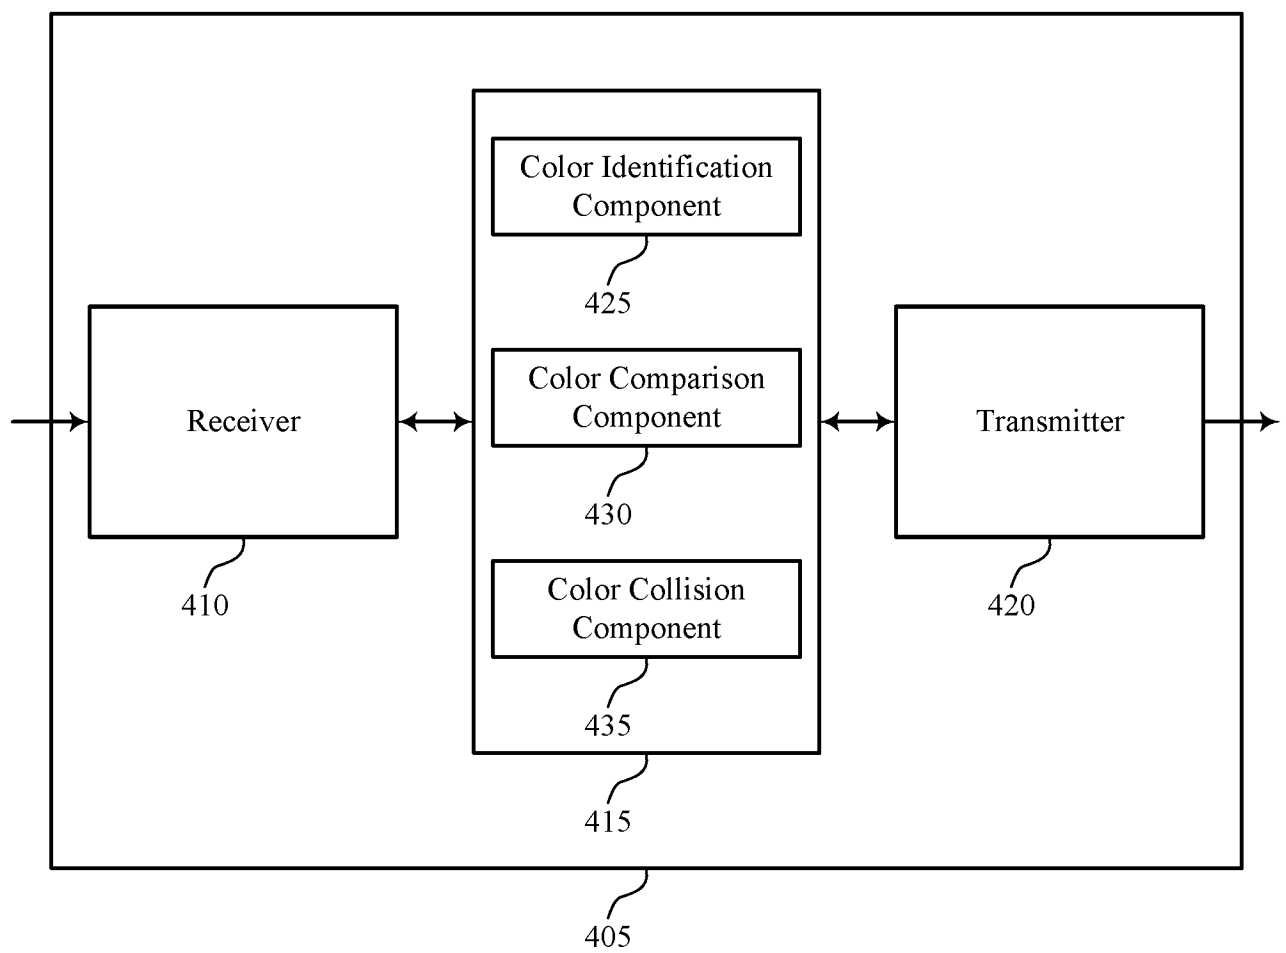 Color Identification
Component
425
Receiver
410
Color Comparison
Component
430
Color Collision
Component
435
415
Transmitter
420
405